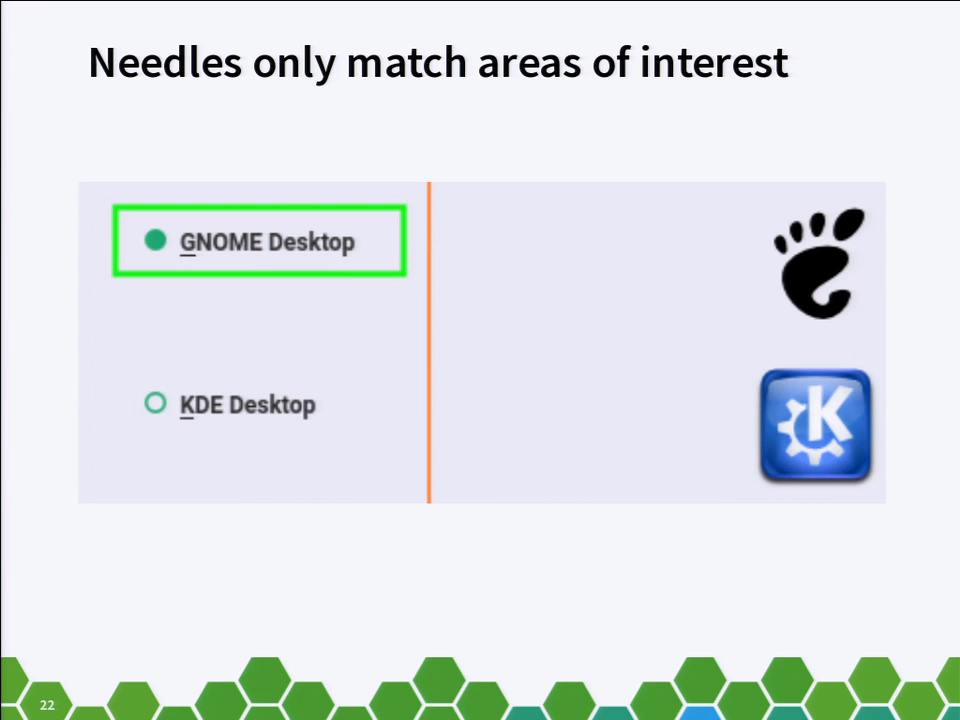 Needles only match areas of interest
GNOME Desktop
KDE Desktop
K
22